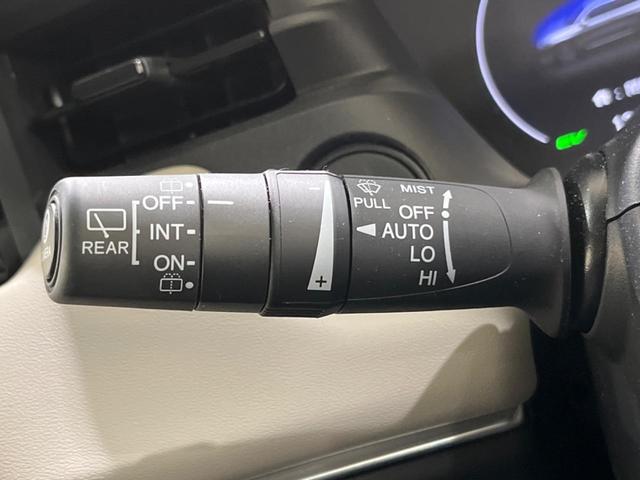 OFF
REAR INT
ON
− +
PULL
MIST
OFF
AUTO
LO
HI